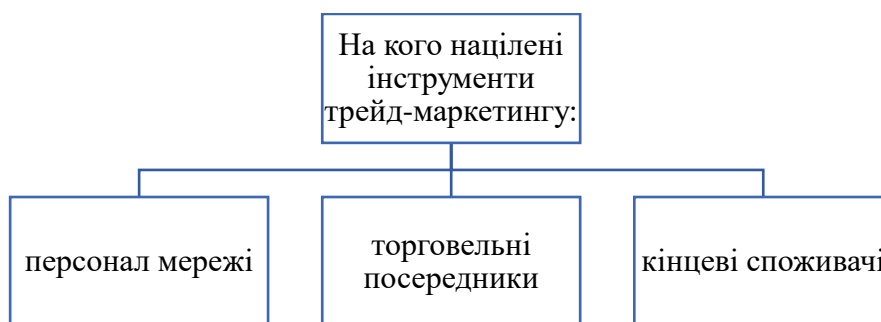 На кого націлені
інструменти
трейд-маркетингу:
персонал мережі
торговельні
посередники
кінцеві споживачі